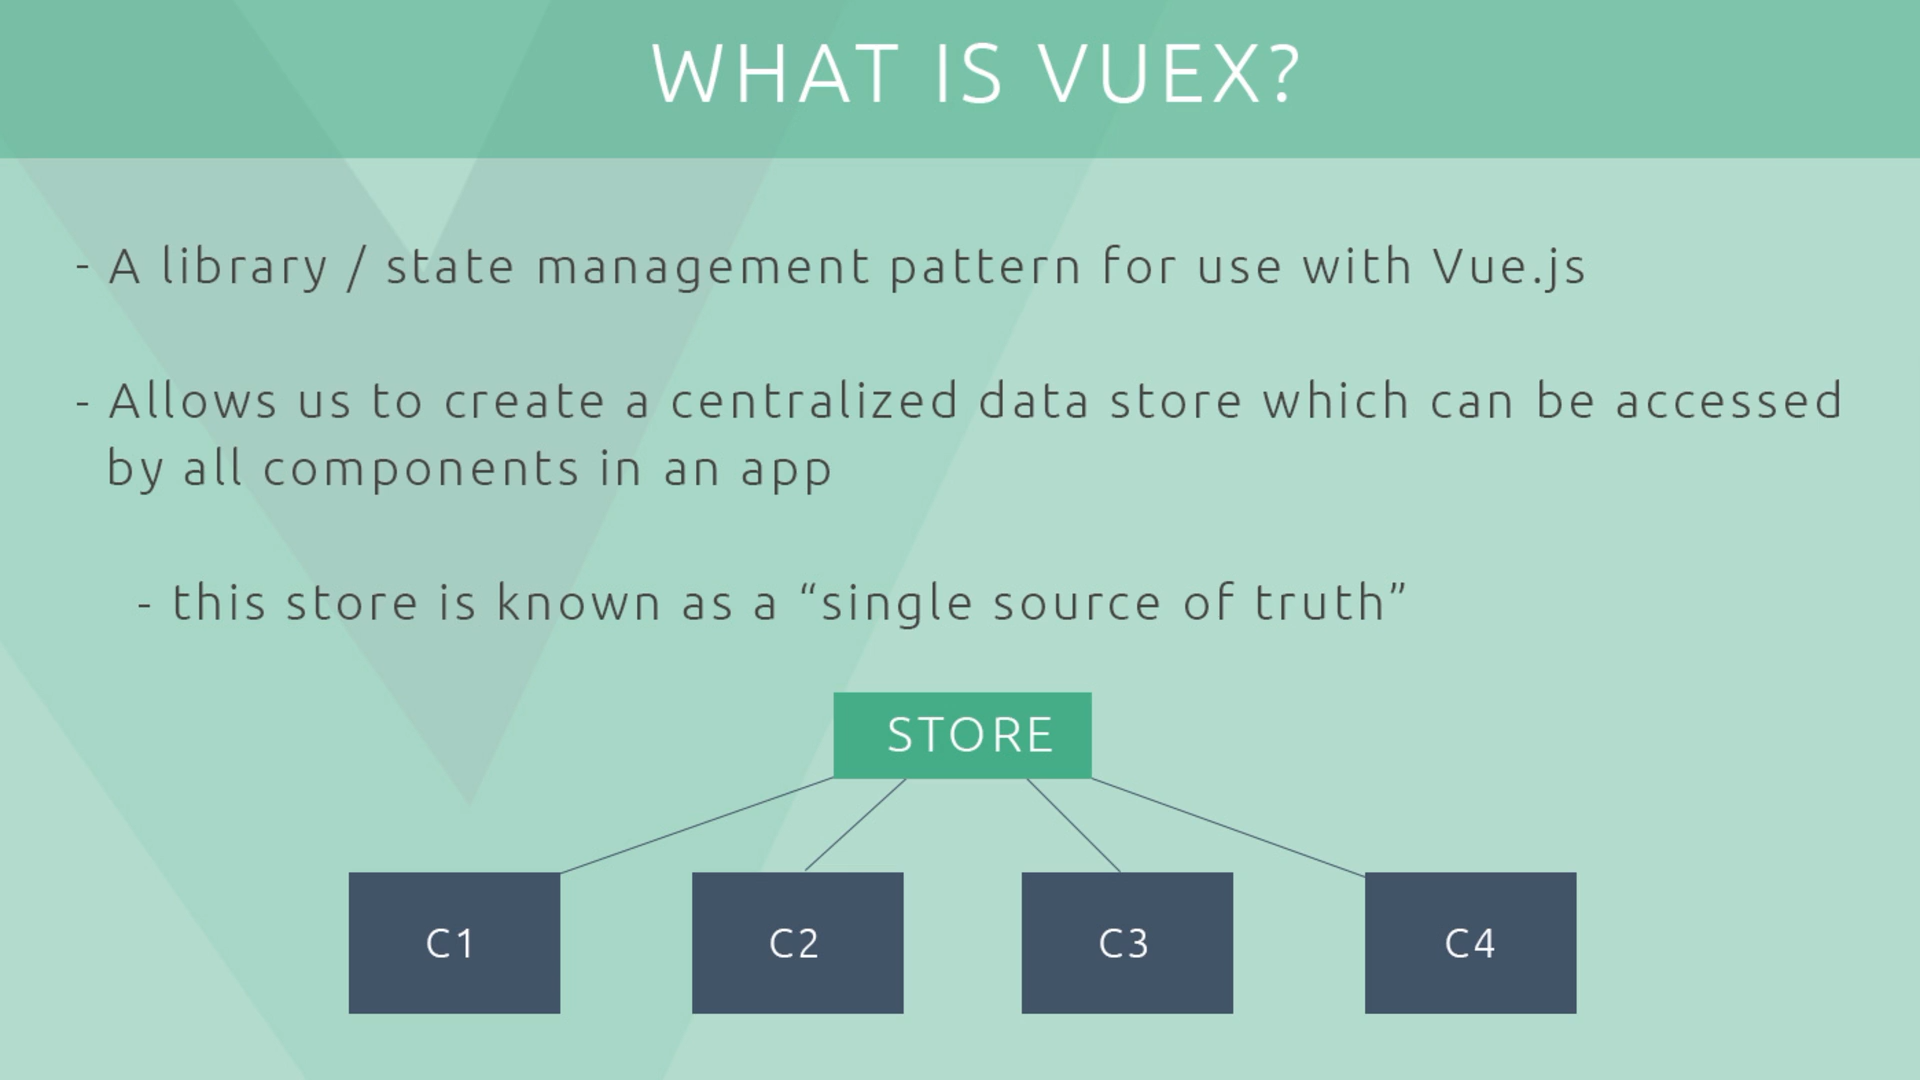 WHAT IS VUEX?
- A library / state management pattern for use with Vue.js
- Allows us to create a centralized data store which can be accessed
by all components in an app
- this store is known as a “single source of truth”
STORE
C1 C2 C3 C4